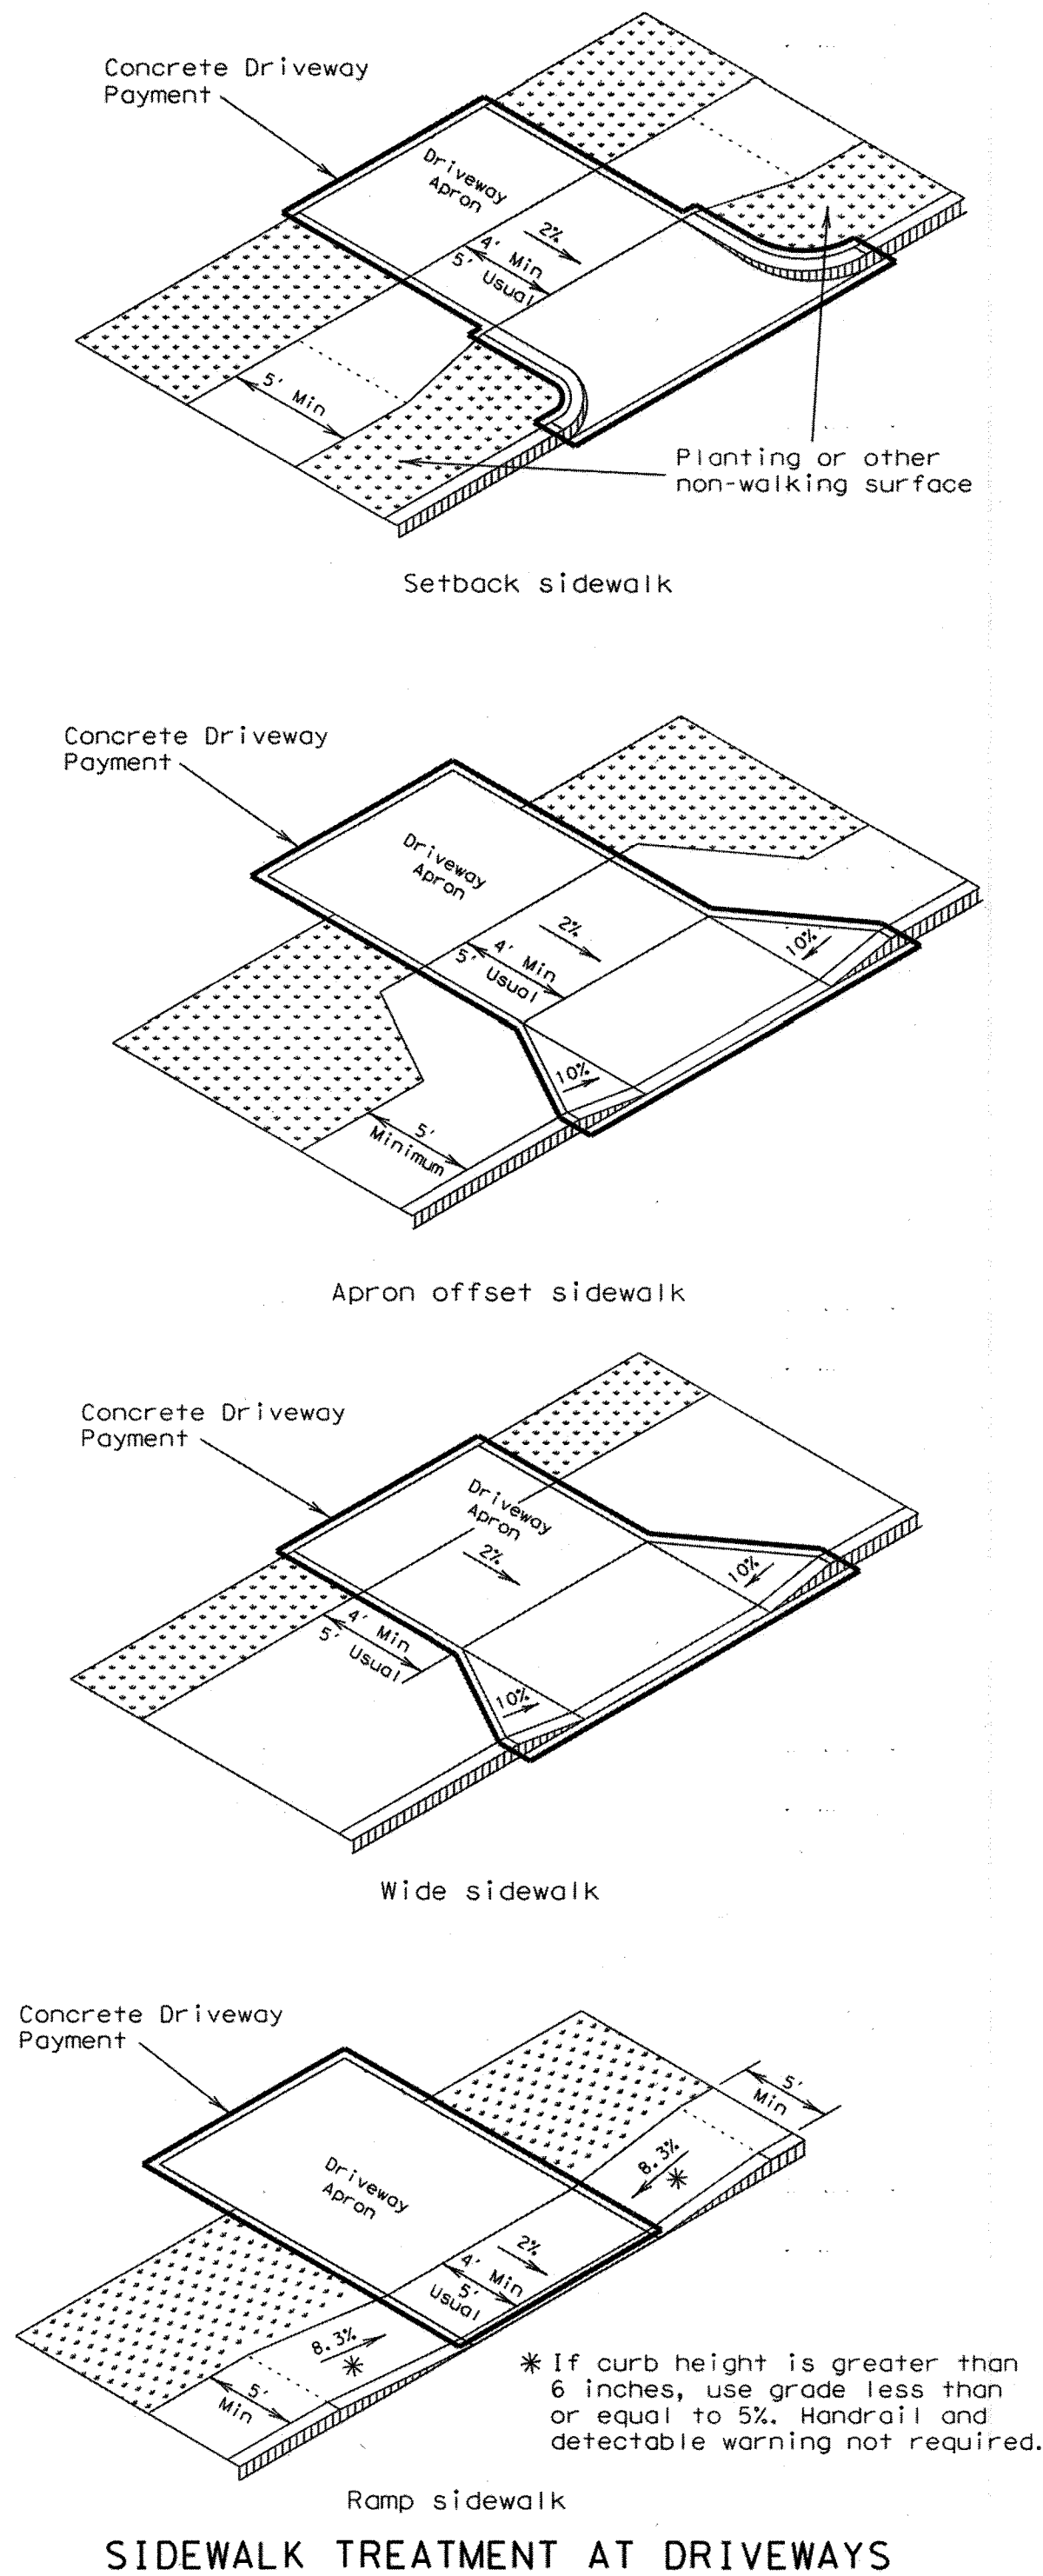 Concrete Driveway
Payment
Driveway
Apron
2%
4' Min
5' Usual
5' Min
Planting or other
non-walking surface
Setback sidewalk
Concrete Driveway
Payment
Driveway
Apron
2%
4' Min
5' Usual
10%
10%
5'
Minimum
Apron offset sidewalk
Concrete Driveway
Payment
Driveway
Apron
2%
10%
4' Min
5' Usual
10%
Wide sidewalk
Concrete Driveway
Payment
5'
Min
8.3%
*
Driveway
Apron
2%
4' Min
5'
Usual
8.3%
*
5'
Min
* If curb height is greater than
6 inches, use grade less than
or equal to 5%. Handrail and
detectable warning not required.
Ramp sidewalk
SIDEWALK TREATMENT AT DRIVEWAYS